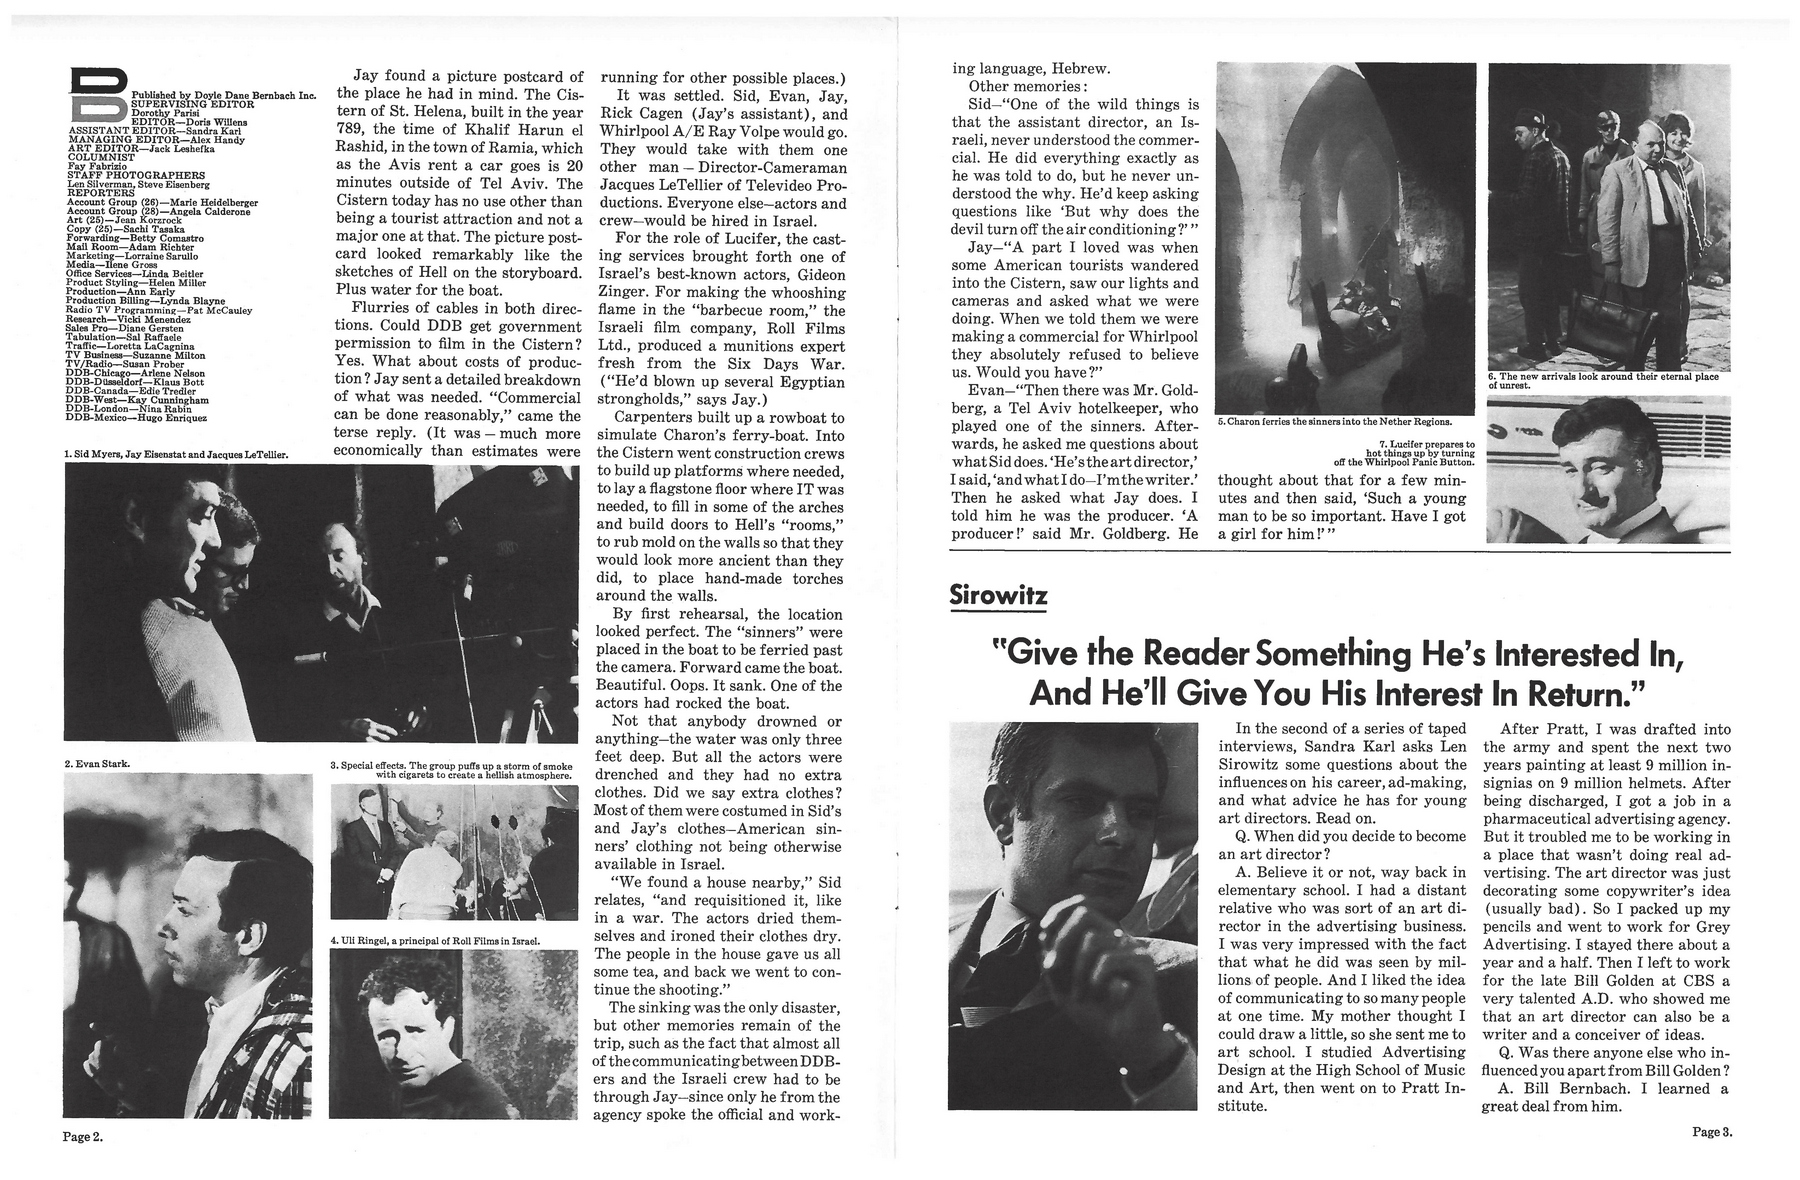 Published by Doyle Dane Bernbach Inc.
SUPERVISING EDITOR
Dorothy Parisi
EDITOR—Doris Willens
ASSISTANT EDITOR—Sandra Karl
MANAGING EDITOR—Alex Handy
ART EDITOR—Jack Leshefka
COLUMNIST
Fay Fabrizio
STAFF PHOTOGRAPHERS
Len Silverman, Steve Eisenberg
REPORTERS
Account Group (26)—Marie Heidelberger
Account Group (28)—Angela Calderone
Art (25)—Jean Korzrock
Copy (25)—Sachi Tasaka
Forwarding—Betty Comastro
Mail Room—Adam Richter
Marketing—Lorraine Sarullo
Media—Ilene Gross
Office Services—Linda Beitler
Product Styling—Helen Miller
Production—Ann Early
Production Billing—Lynda Blayne
Radio TV Programming—Pat McCauley
Research—Vicki Menendez
Sales Pro—Diane Gersten
Tabulation—Sal Raffaele
Traffic—Loretta LaCagnina
TV Business—Suzanne Milton
TV/Radio—Susan Prober
DDB-Chicago—Arlene Nelson
DDB-Düsseldorf—Klaus Bott
DDB-Canada—Edie Tredler
DDB-West—Kay Cunningham
DDB-London—Nina Rabin
DDB-Mexico—Hugo Enriquez
1. Sid Myers, Jay Eisenstat and Jacques LeTellier.
2. Evan Stark.
3. Special effects. The group puffs up a storm of smoke
with cigarets to create a hellish atmosphere.
4. Uli Ringel, a principal of Roll Films in Israel.
Jay found a picture postcard of
the place he had in mind. The Cis-
tern of St. Helena, built in the year
789, the time of Khalif Harun el
Rashid, in the town of Ramia, which
as the Avis rent a car goes is 20
minutes outside of Tel Aviv. The
Cistern today has no use other than
being a tourist attraction and not a
major one at that. The picture post-
card looked remarkably like the
sketches of Hell on the storyboard.
Plus water for the boat.
Flurries of cables in both direc-
tions. Could DDB get government
permission to film in the Cistern?
Yes. What about costs of produc-
tion? Jay sent a detailed breakdown
of what was needed. “Commercial
can be done reasonably,” came the
terse reply. (It was — much more
economically than estimates were
running for other possible places.)
It was settled. Sid, Evan, Jay,
Rick Cagen (Jay’s assistant), and
Whirlpool A/E Ray Volpe would go.
They would take with them one
other man — Director-Cameraman
Jacques LeTellier of Televideo Pro-
ductions. Everyone else—actors and
crew—would be hired in Israel.
For the role of Lucifer, the cast-
ing services brought forth one of
Israel’s best-known actors, Gideon
Zinger. For making the whooshing
flame in the “barbecue room,” the
Israeli film company, Roll Films
Ltd., produced a munitions expert
fresh from the Six Days War.
(“He’d blown up several Egyptian
strongholds,” says Jay.)
Carpenters built up a rowboat to
simulate Charon’s ferry-boat. Into
the Cistern went construction crews
to build up platforms where needed,
to lay a flagstone floor where IT was
needed, to fill in some of the arches
and build doors to Hell’s “rooms,”
to rub mold on the walls so that they
would look more ancient than they
did, to place hand-made torches
around the walls.
By first rehearsal, the location
looked perfect. The “sinners” were
placed in the boat to be ferried past
the camera. Forward came the boat.
Beautiful. Oops. It sank. One of the
actors had rocked the boat.
Not that anybody drowned or
anything—the water was only three
feet deep. But all the actors were
drenched and they had no extra
clothes. Did we say extra clothes?
Most of them were costumed in Sid’s
and Jay’s clothes—American sin-
ners’ clothing not being otherwise
available in Israel.
“We found a house nearby,” Sid
relates, “and requisitioned it, like
in a war. The actors dried them-
selves and ironed their clothes dry.
The people in the house gave us all
some tea, and back we went to con-
tinue the shooting.”
The sinking was the only disaster,
but other memories remain of the
trip, such as the fact that almost all
of the communicating between DDB-
ers and the Israeli crew had to be
through Jay—since only he from the
agency spoke the official and work-
Page 2.
ing language, Hebrew.
Other memories:
Sid—“One of the wild things is
that the assistant director, an Is-
raeli, never understood the commer-
cial. He did everything exactly as
he was told to do, but he never un-
derstood the why. He’d keep asking
questions like ‘But why does the
devil turn off the air conditioning?’ ”
Jay—“A part I loved was when
some American tourists wandered
into the Cistern, saw our lights and
cameras and asked what we were
doing. When we told them we were
making a commercial for Whirlpool
they absolutely refused to believe
us. Would you have?”
Evan—“Then there was Mr. Gold-
berg, a Tel Aviv hotelkeeper, who
played one of the sinners. After-
wards, he asked me questions about
what Sid does. ‘He’s the art director,’
I said, ‘and what I do—I’m the writer.’
Then he asked what Jay does. I
told him he was the producer. ‘A
producer!’ said Mr. Goldberg. He
5. Charon ferries the sinners into the Nether Regions.
6. The new arrivals look around their eternal place
of unrest.
7. Lucifer prepares to
hot things up by turning
off the Whirlpool Panic Button.
thought about that for a few min-
utes and then said, ‘Such a young
man to be so important. Have I got
a girl for him!’ ”
Sirowitz
“Give the Reader Something He’s Interested In,
And He’ll Give You His Interest In Return.”
In the second of a series of taped
interviews, Sandra Karl asks Len
Sirowitz some questions about the
influences on his career, ad-making,
and what advice he has for young
art directors. Read on.
Q. When did you decide to become
an art director?
A. Believe it or not, way back in
elementary school. I had a distant
relative who was sort of an art di-
rector in the advertising business.
I was very impressed with the fact
that what he did was seen by mil-
lions of people. And I liked the idea
of communicating to so many people
at one time. My mother thought I
could draw a little, so she sent me to
art school. I studied Advertising
Design at the High School of Music
and Art, then went on to Pratt In-
stitute.
After Pratt, I was drafted into
the army and spent the next two
years painting at least 9 million in-
signias on 9 million helmets. After
being discharged, I got a job in a
pharmaceutical advertising agency.
But it troubled me to be working in
a place that wasn’t doing real ad-
vertising. The art director was just
decorating some copywriter’s idea
(usually bad). So I packed up my
pencils and went to work for Grey
Advertising. I stayed there about a
year and a half. Then I left to work
for the late Bill Golden at CBS a
very talented A.D. who showed me
that an art director can also be a
writer and a conceiver of ideas.
Q. Was there anyone else who in-
fluenced you apart from Bill Golden?
A. Bill Bernbach. I learned a
great deal from him.
Page 3.